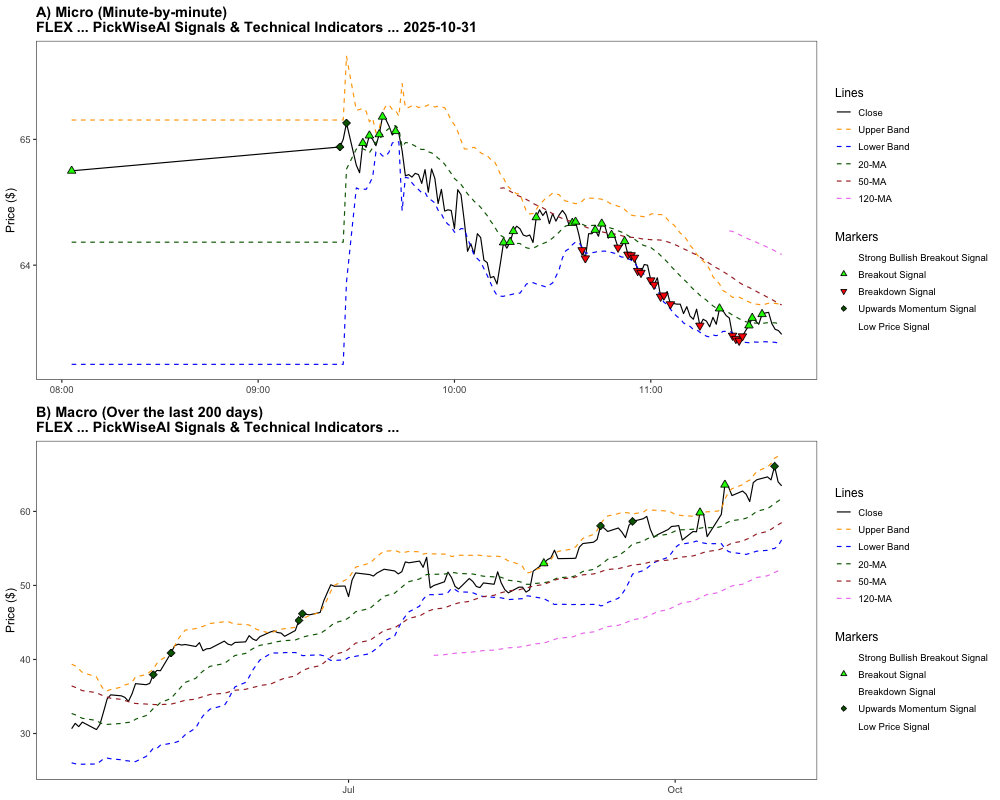 A) Micro (Minute-by-minute)
FLEX ... PickWiseAI Signals & Technical Indicators ... 2025-10-31
Price ($)
65
64
08:00
09:00
10:00
11:00
Lines
Close
Upper Band
Lower Band
20-MA
50-MA
120-MA
Markers
Strong Bullish Breakout Signal
Breakout Signal
Breakdown Signal
Upwards Momentum Signal
Low Price Signal
B) Macro (Over the last 200 days)
FLEX ... PickWiseAI Signals & Technical Indicators ...
Price ($)
60
50
40
30
Jul
Oct
Lines
Close
Upper Band
Lower Band
20-MA
50-MA
120-MA
Markers
Strong Bullish Breakout Signal
Breakout Signal
Breakdown Signal
Upwards Momentum Signal
Low Price Signal